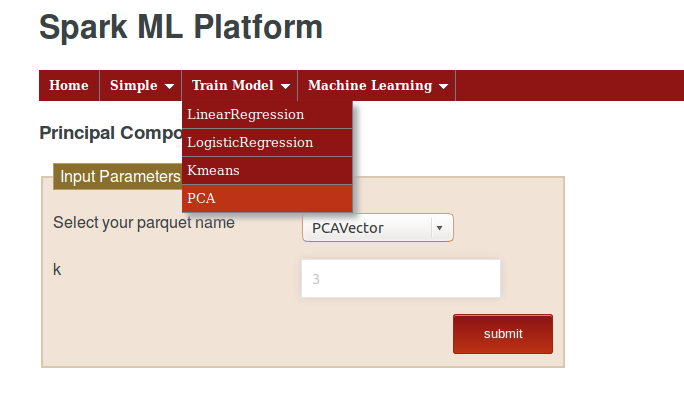 Spark ML Platform
Home Simple Train Model Machine Learning
LinearRegression
LogisticRegression
Kmeans
PCA
Principal Compo
Input Parameters
Select your parquet name PCAVector
k 3
submit